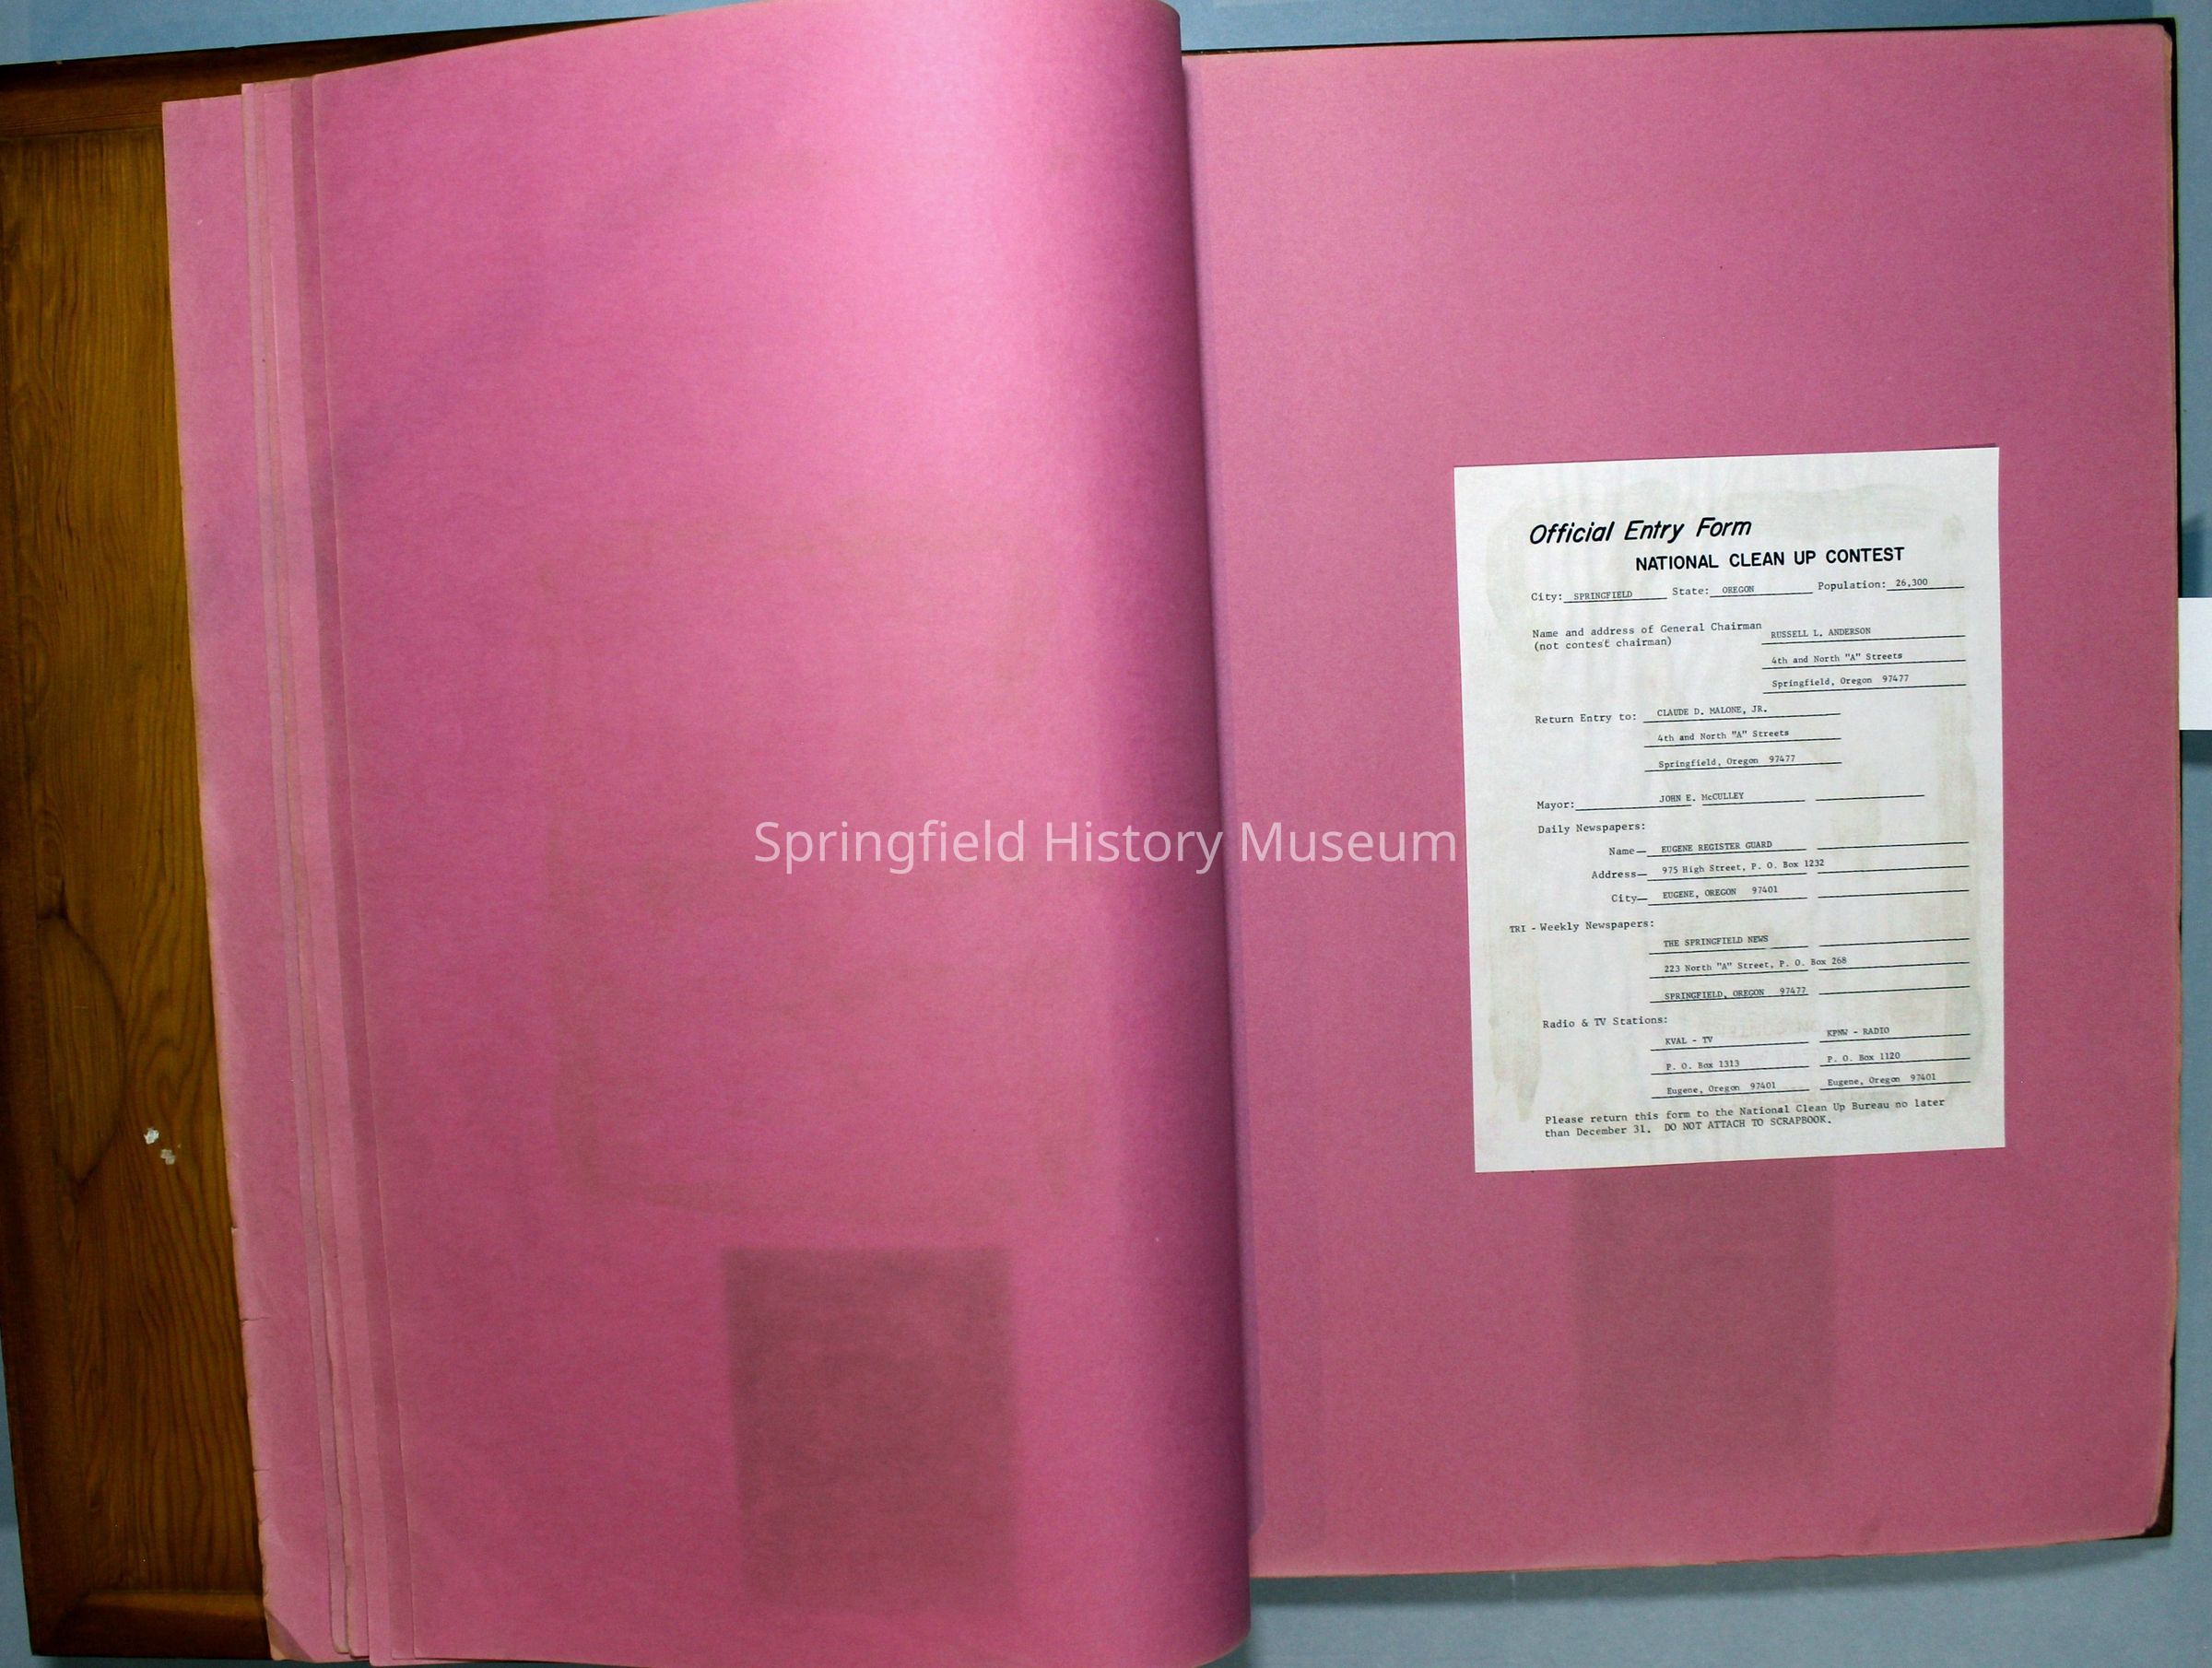 Official Entry Form
NATIONAL CLEAN UP CONTEST
City: SPRINGFIELD State: OREGON Population: 26,300
Name and address of General Chairman
(not contest chairman)
RUSSELL L. ANDERSON
4th and North "A" Streets
Springfield, Oregon 97477
Return Entry to: CLAUDE D. MALONE, JR.
4th and North "A" Streets
Springfield, Oregon 97477
Mayor: JOHN E. McCULLEY
Daily Newspapers:
Name— EUGENE REGISTER GUARD
Address— 975 High Street, P. O. Box 1232
City— EUGENE, OREGON 97401
TRI - Weekly Newspapers:
THE SPRINGFIELD NEWS
223 North "A" Street, P. O. Box 268
SPRINGFIELD, OREGON 97477
Radio & TV Stations:
KVAL - TV KPNW - RADIO
P. O. Box 1313 P. O. Box 1120
Eugene, Oregon 97401 Eugene, Oregon 97401
Please return this form to the National Clean Up Bureau no later
than December 31. DO NOT ATTACH TO SCRAPBOOK.
Springfield History Museum